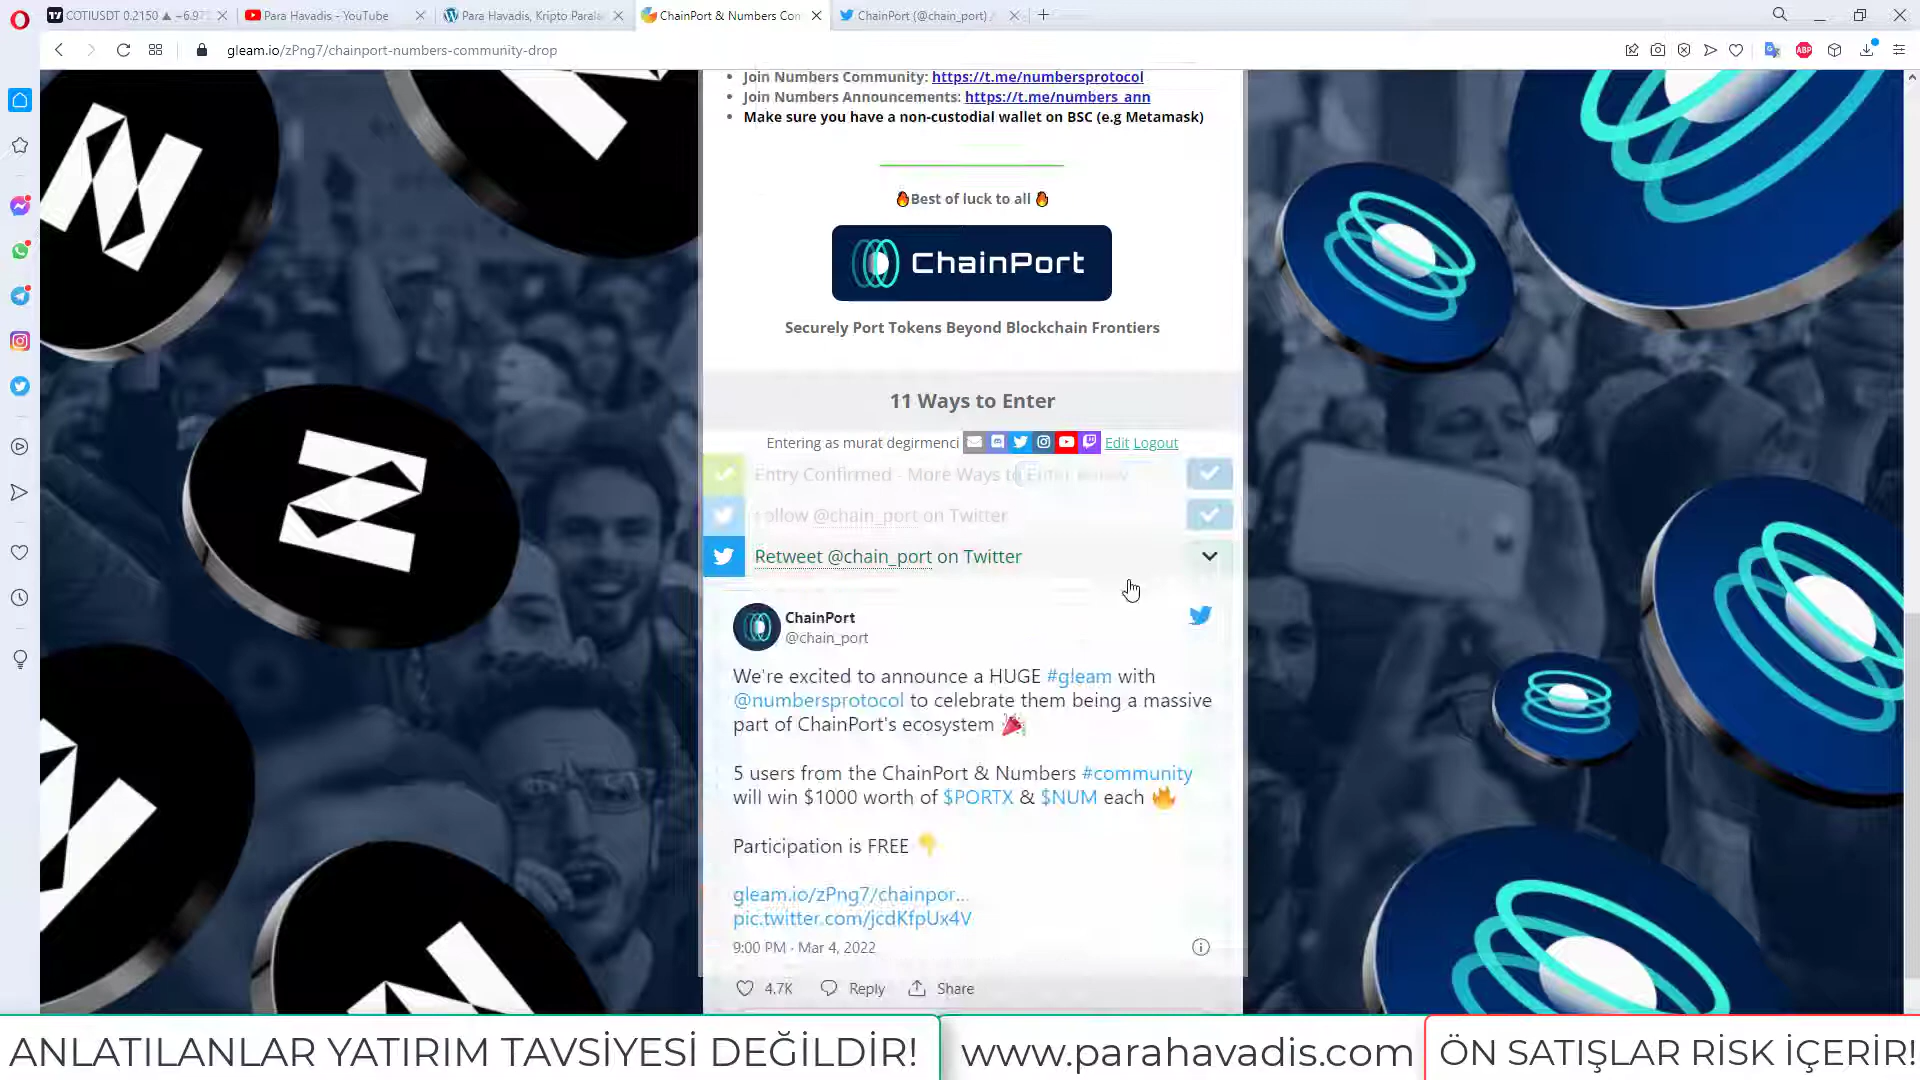 COTIUSDT 0.2150 ▲ −6.97
Para Havadis - YouTube
Para Havadis, Kripto Parala
ChainPort & Numbers Con
ChainPort (@chain_port)
gleam.io/zPng7/chainport-numbers-community-drop
ABP
Join Numbers Community: https://t.me/numbersprotocol
Join Numbers Announcements: https://t.me/numbers_ann
Make sure you have a non-custodial wallet on BSC (e.g Metamask)
🔥Best of luck to all 🔥
ChainPort
Securely Port Tokens Beyond Blockchain Frontiers
11 Ways to Enter
Entering as murat degirmenci Edit Logout
Entry Confirmed - More Ways to Enter below
Follow @chain_port on Twitter
Retweet @chain_port on Twitter
ChainPort
@chain_port
We're excited to announce a HUGE #gleam with
@numbersprotocol to celebrate them being a massive
part of ChainPort's ecosystem 🎉
5 users from the ChainPort & Numbers #community
will win $1000 worth of $PORTX & $NUM each 🔥
Participation is FREE 👇
gleam.io/zPng7/chainpor...
pic.twitter.com/jcdKfpUx4V
9:00 PM · Mar 4, 2022
4.7K Reply Share
ANLATILANLAR YATIRIM TAVSİYESİ DEĞİLDİR!
www.parahavadis.com
ÖN SATIŞLAR RİSK İÇERİR!